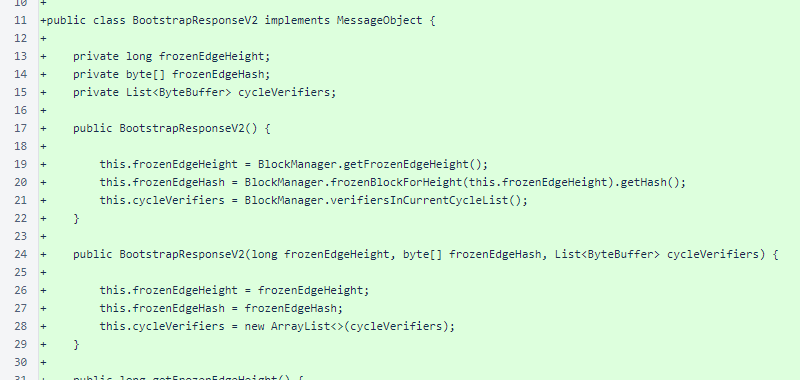 10 +
11 +public class BootstrapResponseV2 implements MessageObject {
12 +
13 +    private long frozenEdgeHeight;
14 +    private byte[] frozenEdgeHash;
15 +    private List<ByteBuffer> cycleVerifiers;
16 +
17 +    public BootstrapResponseV2() {
18 +
19 +        this.frozenEdgeHeight = BlockManager.getFrozenEdgeHeight();
20 +        this.frozenEdgeHash = BlockManager.frozenBlockForHeight(this.frozenEdgeHeight).getHash();
21 +        this.cycleVerifiers = BlockManager.verifiersInCurrentCycleList();
22 +    }
23 +
24 +    public BootstrapResponseV2(long frozenEdgeHeight, byte[] frozenEdgeHash, List<ByteBuffer> cycleVerifiers) {
25 +
26 +        this.frozenEdgeHeight = frozenEdgeHeight;
27 +        this.frozenEdgeHash = frozenEdgeHash;
28 +        this.cycleVerifiers = new ArrayList<>(cycleVerifiers);
29 +    }
30 +
31 +    public long getFrozenEdgeHeight() {